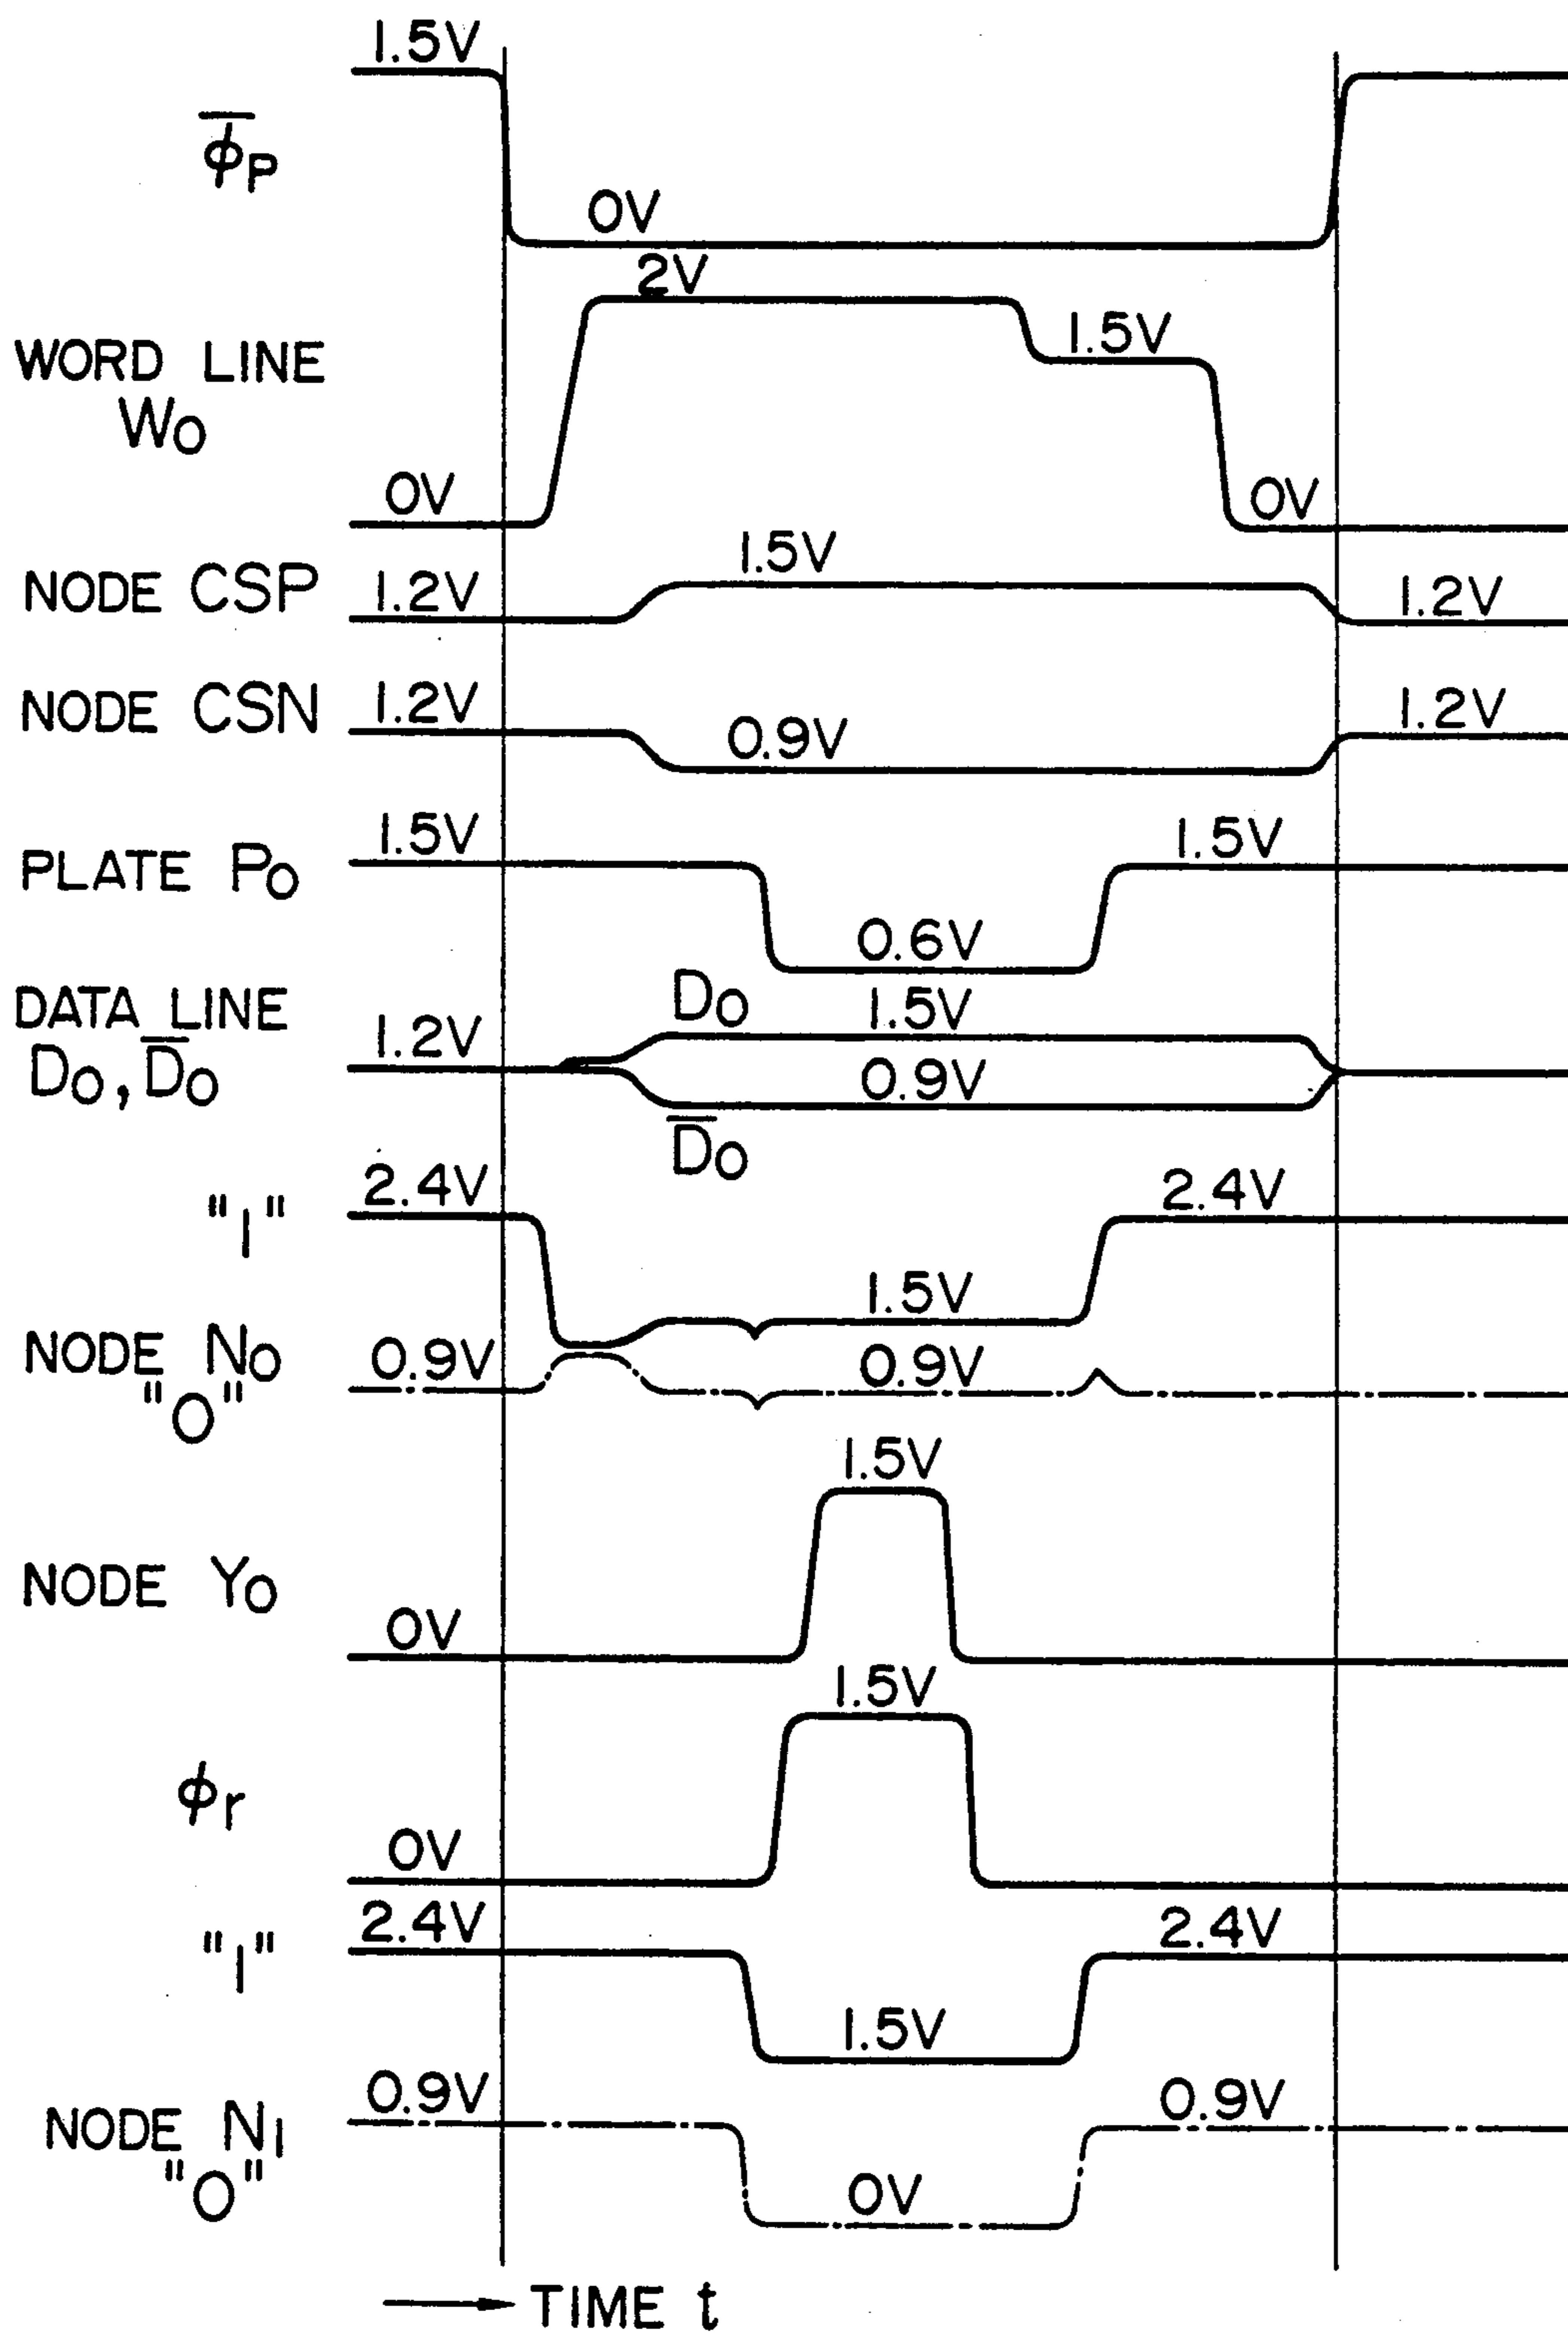 1.5V
φ̅P
0V
2V
WORD LINE
W0
1.5V
0V
0V
NODE CSP
1.2V
1.5V
1.2V
NODE CSN
1.2V
0.9V
1.2V
PLATE P0
1.5V
0.6V
1.5V
DATA LINE
D0, D̅0
1.2V
D0
1.5V
0.9V
D̅0
"1"
2.4V
1.5V
2.4V
NODE N0
"0"
0.9V
0.9V
NODE Y0
0V
1.5V
φr
0V
1.5V
"1"
2.4V
1.5V
2.4V
NODE N1
"0"
0.9V
0V
0.9V
TIME t